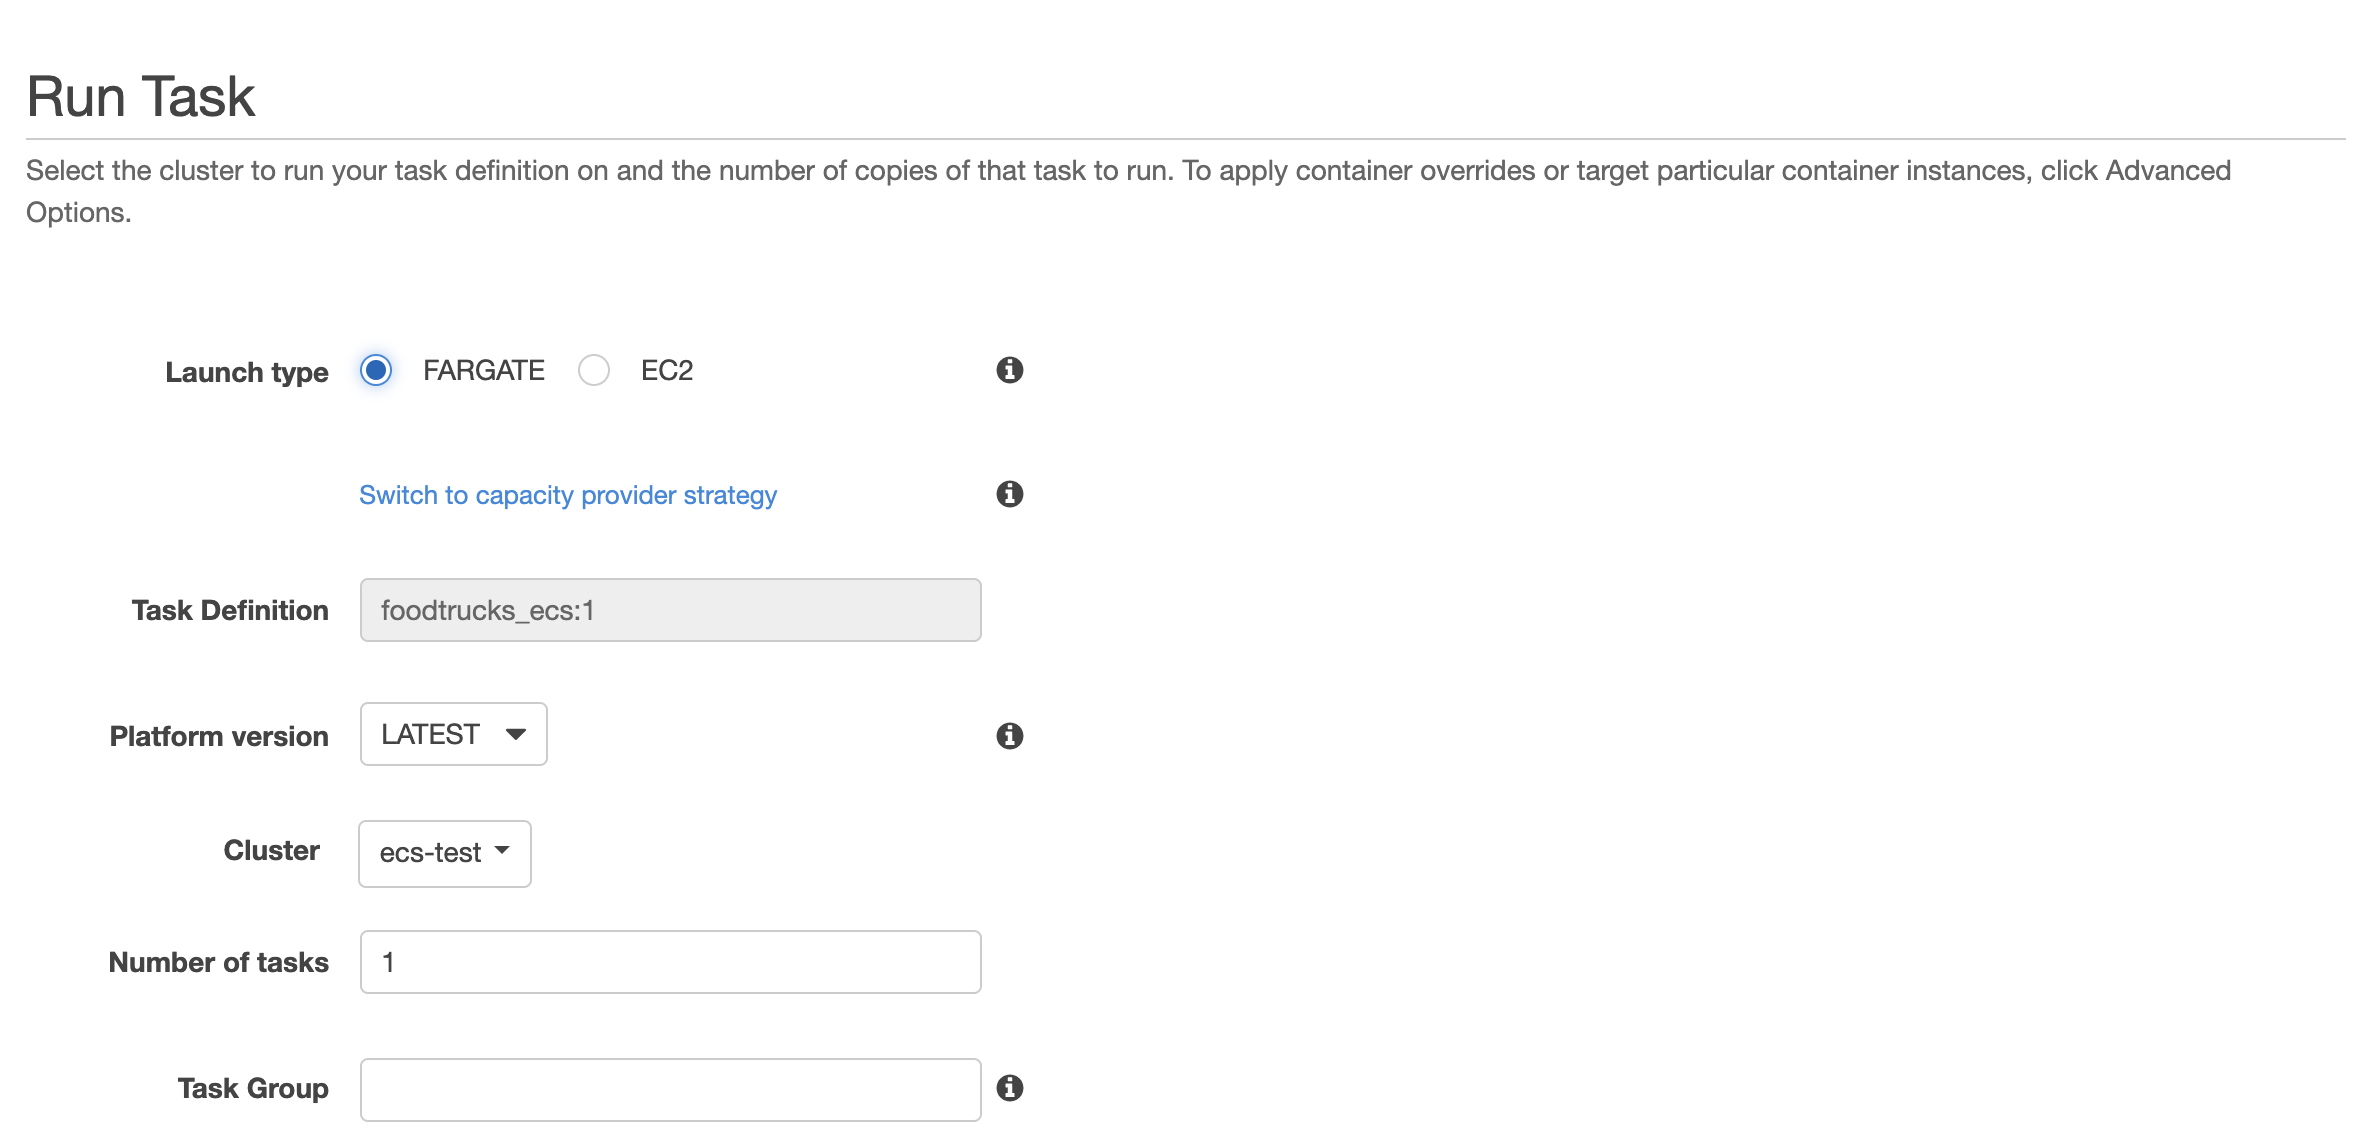 Run Task
Select the cluster to run your task definition on and the number of copies of that task to run. To apply container overrides or target particular container instances, click Advanced
Options.
Launch type FARGATE EC2
Switch to capacity provider strategy
Task Definition foodtrucks_ecs:1
Platform version LATEST
Cluster ecs-test
Number of tasks 1
Task Group